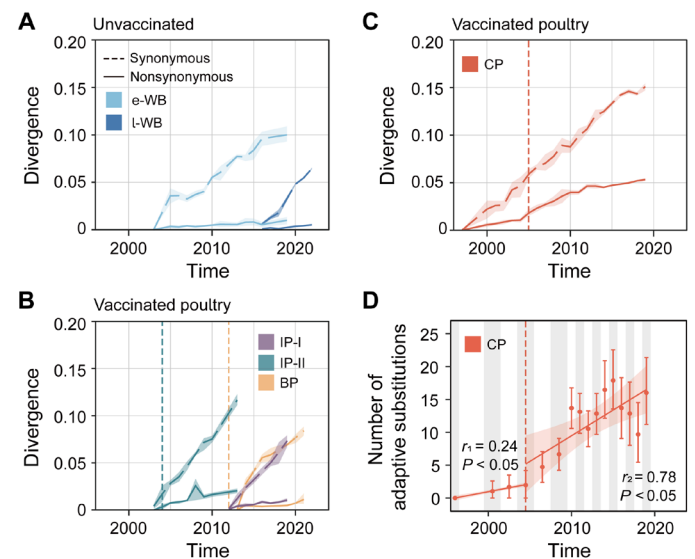 A
Unvaccinated
0.20
0.15
0.10
0.05
0
Divergence
Synonymous
Nonsynonymous
e-WB
l-WB
2000
2010
2020
Time
C
Vaccinated poultry
0.20
0.15
0.10
0.05
0
Divergence
CP
2000
2010
2020
Time
B
Vaccinated poultry
0.20
0.15
0.10
0.05
0
Divergence
IP-I
IP-II
BP
2000
2010
2020
Time
D
25
20
15
10
5
0
Number of
adaptive substitutions
CP
r₁ = 0.24
P < 0.05
r₂ = 0.78
P < 0.05
2000
2010
2020
Time